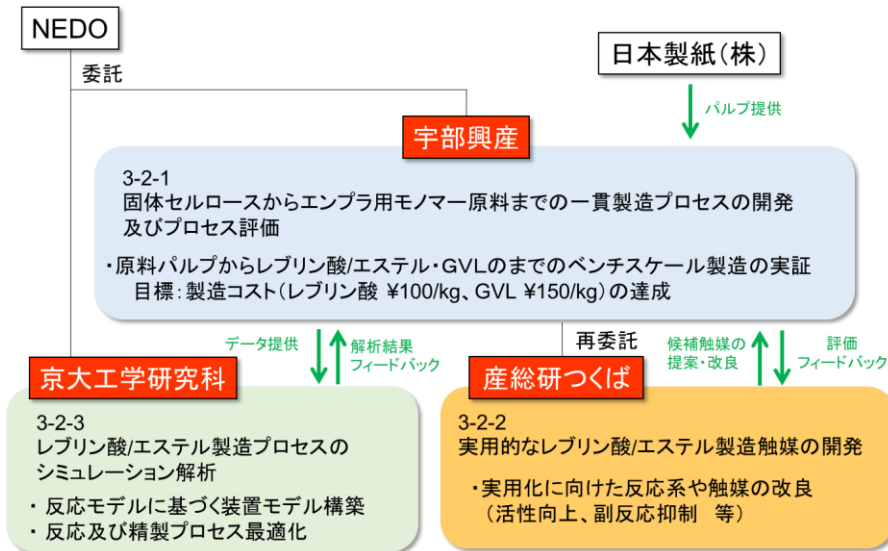 NEDO
委託
日本製紙(株)
パルプ提供
宇部興産
3-2-1
固体セルロースからエンプラ用モノマー原料までの一貫製造プロセスの開発
及びプロセス評価
・原料パルプからレブリン酸/エステル・GVLのまでのベンチスケール製造の実証
目標:製造コスト(レブリン酸 ¥100/kg、GVL ¥150/kg)の達成
データ提供
解析結果
フィードバック
再委託
候補触媒の
提案・改良
評価
フィードバック
京大工学研究科
3-2-3
レブリン酸/エステル製造プロセスの
シミュレーション解析
・ 反応モデルに基づく装置モデル構築
・ 反応及び精製プロセス最適化
産総研つくば
3-2-2
実用的なレブリン酸/エステル製造触媒の開発
・実用化に向けた反応系や触媒の改良
(活性向上、副反応抑制 等)